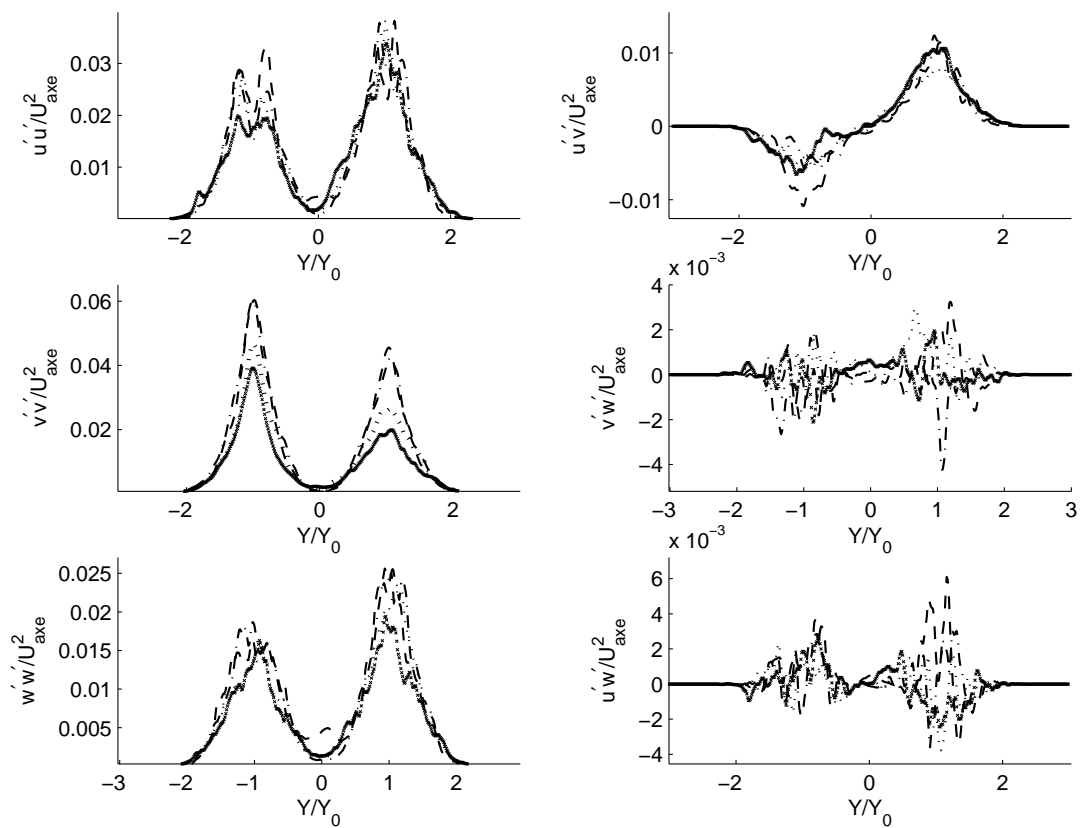 0.03
0.02
0.01
u′u′/U²axe
−2 0 2
Y/Y₀
0.01
0
−0.01
u′v′/U²axe
−2 0 2
Y/Y₀
0.06
0.04
0.02
v′v′/U²axe
−2 0 2
Y/Y₀
x 10⁻³
4
2
0
−2
−4
v′w′/U²axe
−3 −2 −1 0 1 2 3
Y/Y₀
0.025
0.02
0.015
0.01
0.005
w′w′/U²axe
−3 −2 −1 0 1 2 3
Y/Y₀
x 10⁻³
6
4
2
0
−2
−4
u′w′/U²axe
−2 0 2
Y/Y₀